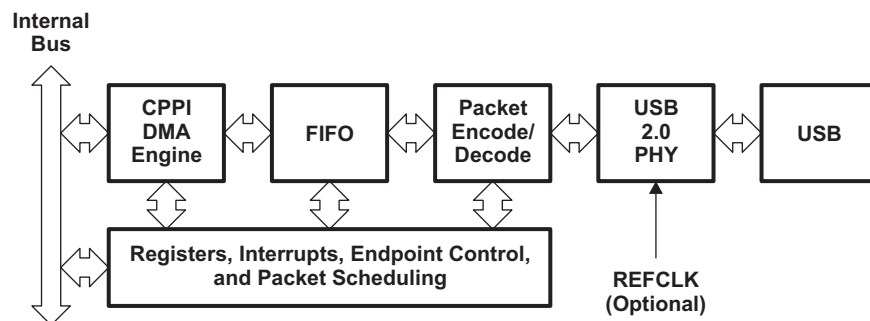 Internal
Bus
CPPI
DMA
Engine
FIFO
Packet
Encode/
Decode
USB
2.0
PHY
USB
Registers, Interrupts, Endpoint Control,
and Packet Scheduling
REFCLK
(Optional)